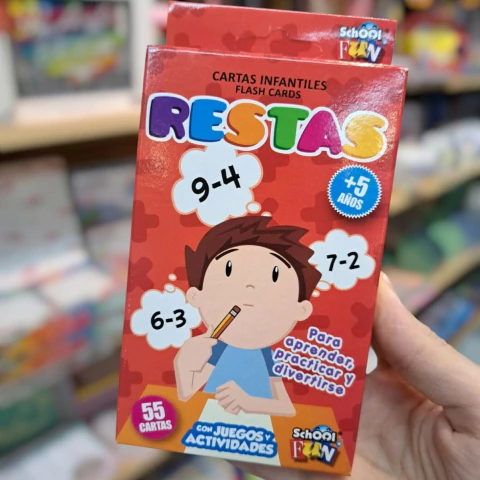 School
FUN
CARTAS INFANTILES
FLASH CARDS
RESTAS
+5
AÑOS
9-4
7-2
6-3
Para
aprender,
practicar y
divertirse
55
CARTAS
CON JUEGOS Y
ACTIVIDADES
School
FUN